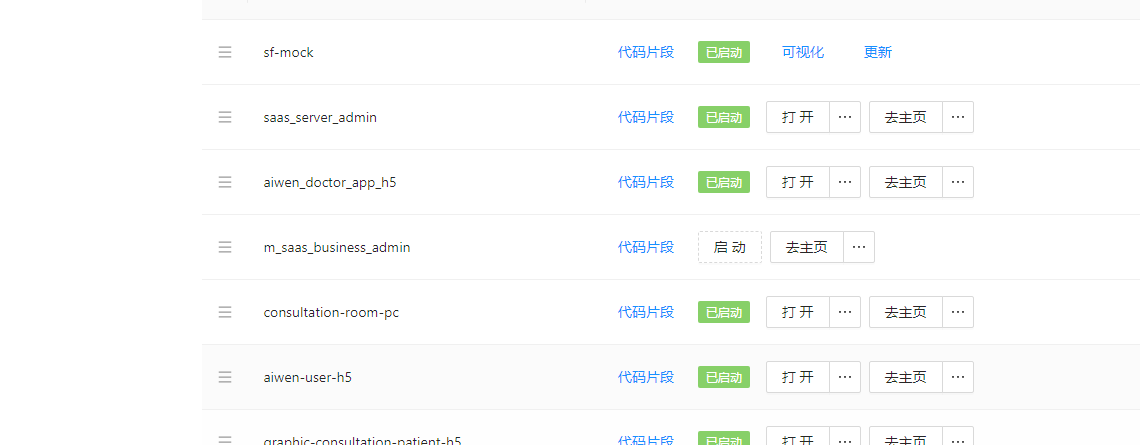 sf-mock 代码片段 已启动 可视化 更新
saas_server_admin 代码片段 已启动 打 开 ··· 去主页 ···
aiwen_doctor_app_h5 代码片段 已启动 打 开 ··· 去主页 ···
m_saas_business_admin 代码片段 启 动 去主页 ···
consultation-room-pc 代码片段 已启动 打 开 ··· 去主页 ···
aiwen-user-h5 代码片段 已启动 打 开 ··· 去主页 ···
graphic-consultation-patient-h5 代码片段 已启动 打 开 ··· 去主页 ···